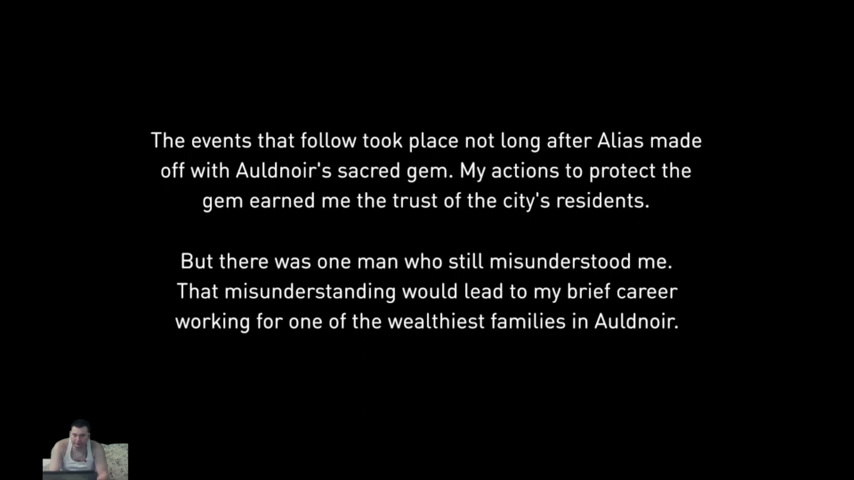 The events that follow took place not long after Alias made
off with Auldnoir's sacred gem. My actions to protect the
gem earned me the trust of the city's residents.
But there was one man who still misunderstood me.
That misunderstanding would lead to my brief career
working for one of the wealthiest families in Auldnoir.